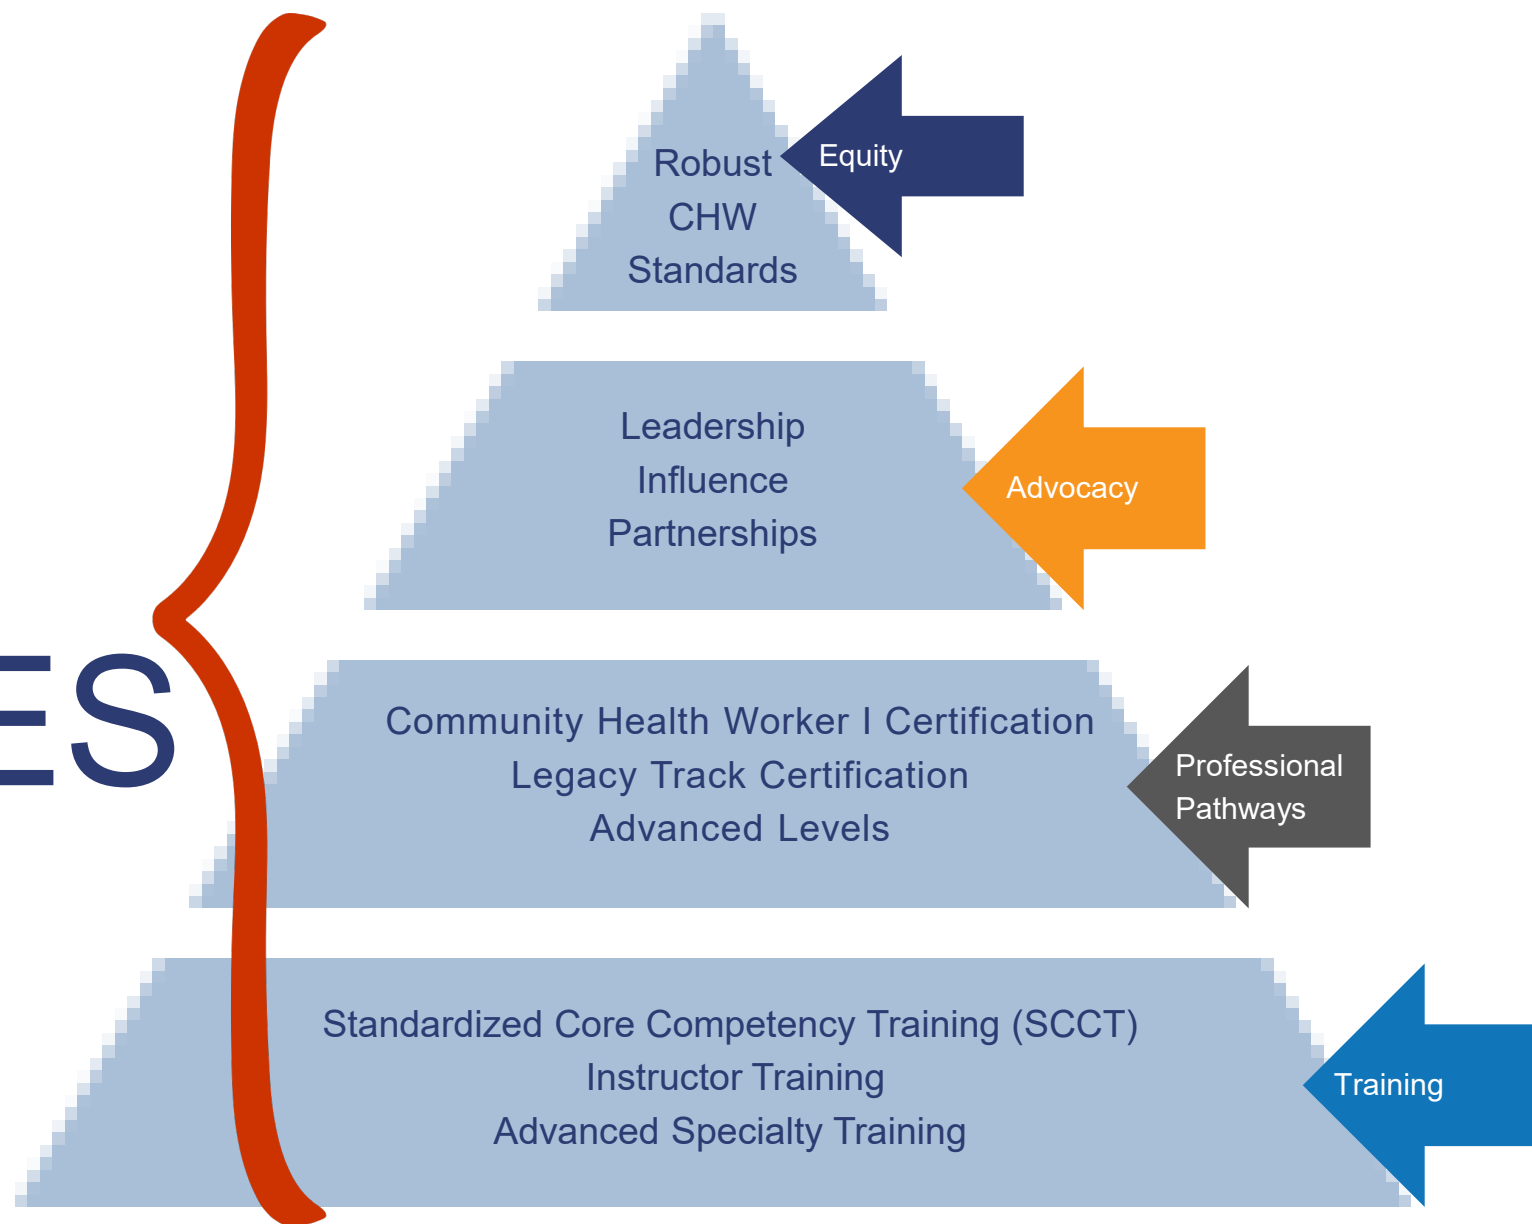 Robust
CHW
Standards
Equity
Leadership
Influence
Partnerships
Advocacy
ES
Community Health Worker I Certification
Legacy Track Certification
Advanced Levels
Professional
Pathways
Standardized Core Competency Training (SCCT)
Instructor Training
Advanced Specialty Training
Training